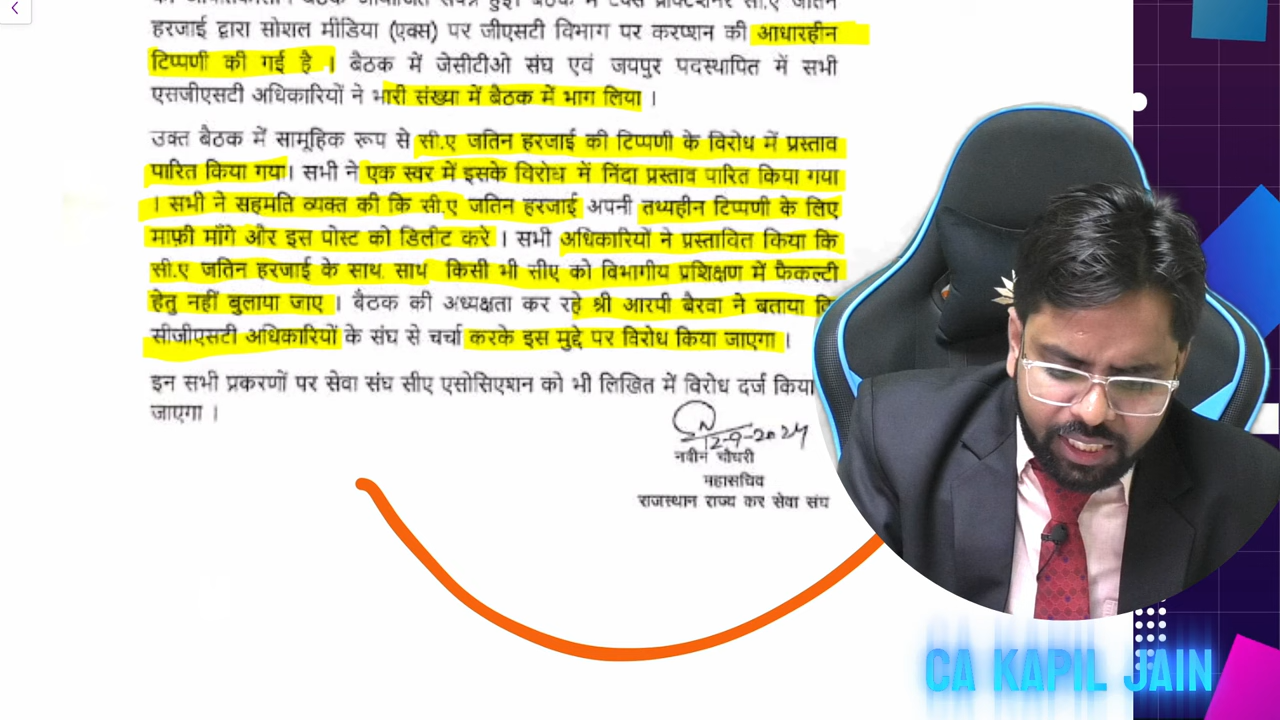 हरजाई द्वारा सोशल मीडिया (एक्स) पर जीएसटी विभाग पर करप्शन की आधारहीन
टिप्पणी की गई है । बैठक में जेसीटीओ संघ एवं जयपुर पदस्थापित में सभी
एसजीएसटी अधिकारियों ने भारी संख्या में बैठक में भाग लिया ।
उक्त बैठक में सामूहिक रूप से सी.ए जतिन हरजाई की टिप्पणी के विरोध में प्रस्ताव
पारित किया गया। सभी ने एक स्वर में इसके विरोध में निंदा प्रस्ताव पारित किया गया
। सभी ने सहमति व्यक्त की कि सी.ए जतिन हरजाई अपनी तथ्यहीन टिप्पणी के लिए
माफ़ी माँगे और इस पोस्ट को डिलीट करे । सभी अधिकारियों ने प्रस्तावित किया कि
सी.ए जतिन हरजाई के साथ साथ किसी भी सीए को विभागीय प्रशिक्षण में फैकल्टी
हेतु नहीं बुलाया जाए । बैठक की अध्यक्षता कर रहे श्री आरपी बैरवा ने बताया कि
सीजीएसटी अधिकारियों के संघ से चर्चा करके इस मुद्दे पर विरोध किया जाएगा ।
इन सभी प्रकरणों पर सेवा संघ सीए एसोसिएशन को भी लिखित में विरोध दर्ज किया
जाएगा ।
12-9-2024
नवीन चौधरी
महासचिव
राजस्थान राज्य कर सेवा संघ
CA KAPIL JAIN